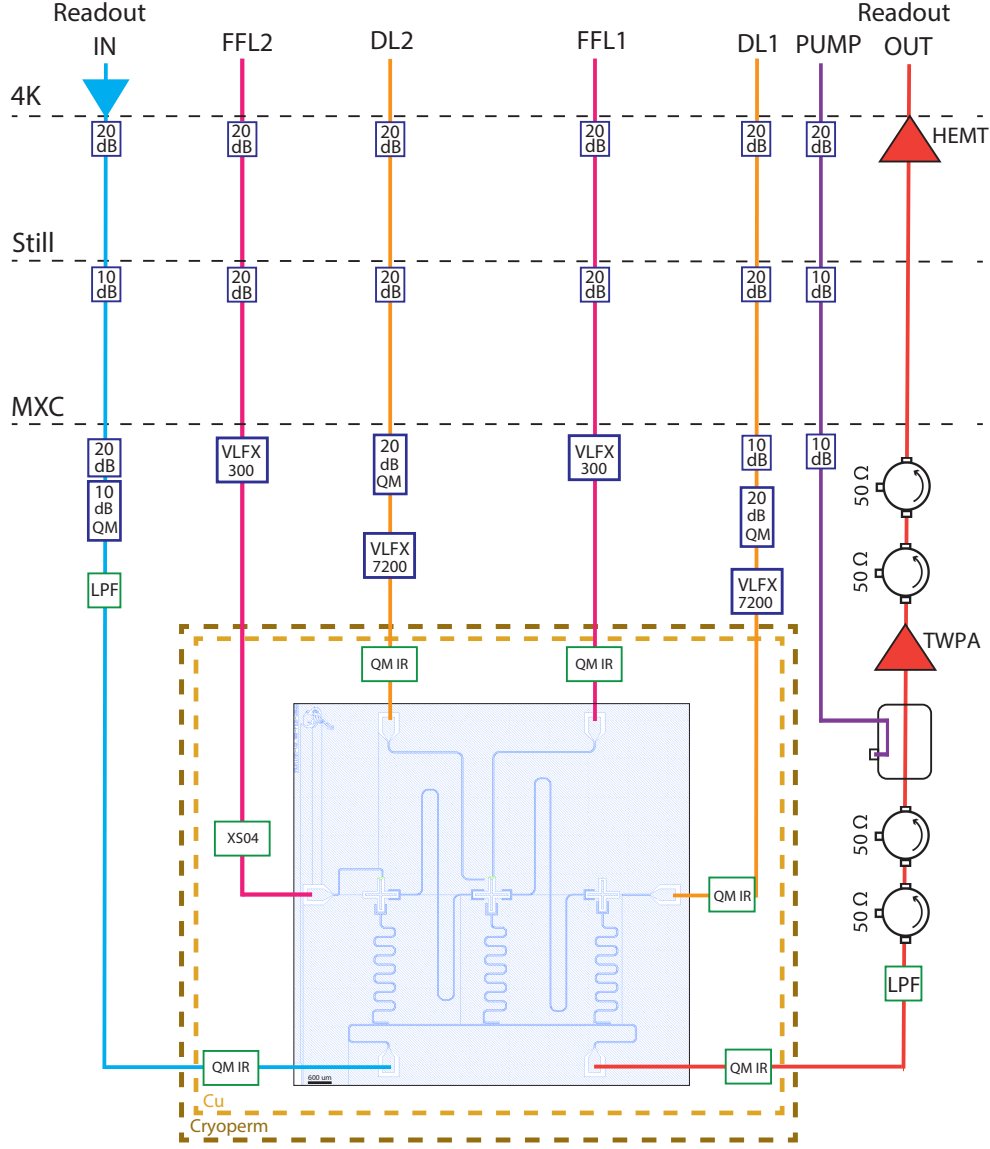 Readout
IN
FFL2
DL2
FFL1
DL1
PUMP
Readout
OUT
4K
20
dB
20
dB
20
dB
20
dB
20
dB
20
dB
HEMT
Still
10
dB
20
dB
20
dB
20
dB
20
dB
10
dB
MXC
20
dB
10
dB
QM
VLFX
300
20
dB
QM
VLFX
300
10
dB
10
dB
50 Ω
20
dB
QM
VLFX
7200
LPF
VLFX
7200
50 Ω
QM IR
QM IR
TWPA
XS04
50 Ω
QM IR
50 Ω
LPF
QM IR
QM IR
600 um
Cu
Cryoperm